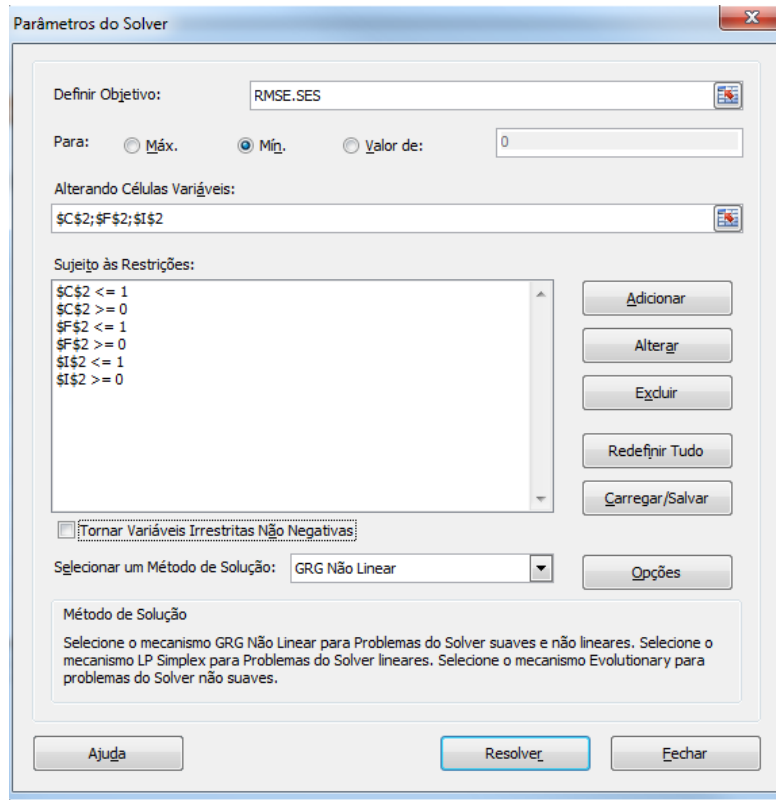 Parâmetros do Solver
Definir Objetivo: RMSE.SES
Para: Máx. Mín. Valor de: 0
Alterando Células Variáveis:
$C$2;$F$2;$I$2
Sujeito às Restrições:
$C$2 <= 1
$C$2 >= 0
$F$2 <= 1
$F$2 >= 0
$I$2 <= 1
$I$2 >= 0
Adicionar
Alterar
Excluir
Redefinir Tudo
Carregar/Salvar
Tornar Variáveis Irrestritas Não Negativas
Selecionar um Método de Solução: GRG Não Linear
Opções
Método de Solução
Selecione o mecanismo GRG Não Linear para Problemas do Solver suaves e não lineares. Selecione o
mecanismo LP Simplex para Problemas do Solver lineares. Selecione o mecanismo Evolutionary para
problemas do Solver não suaves.
Ajuda Resolver Fechar